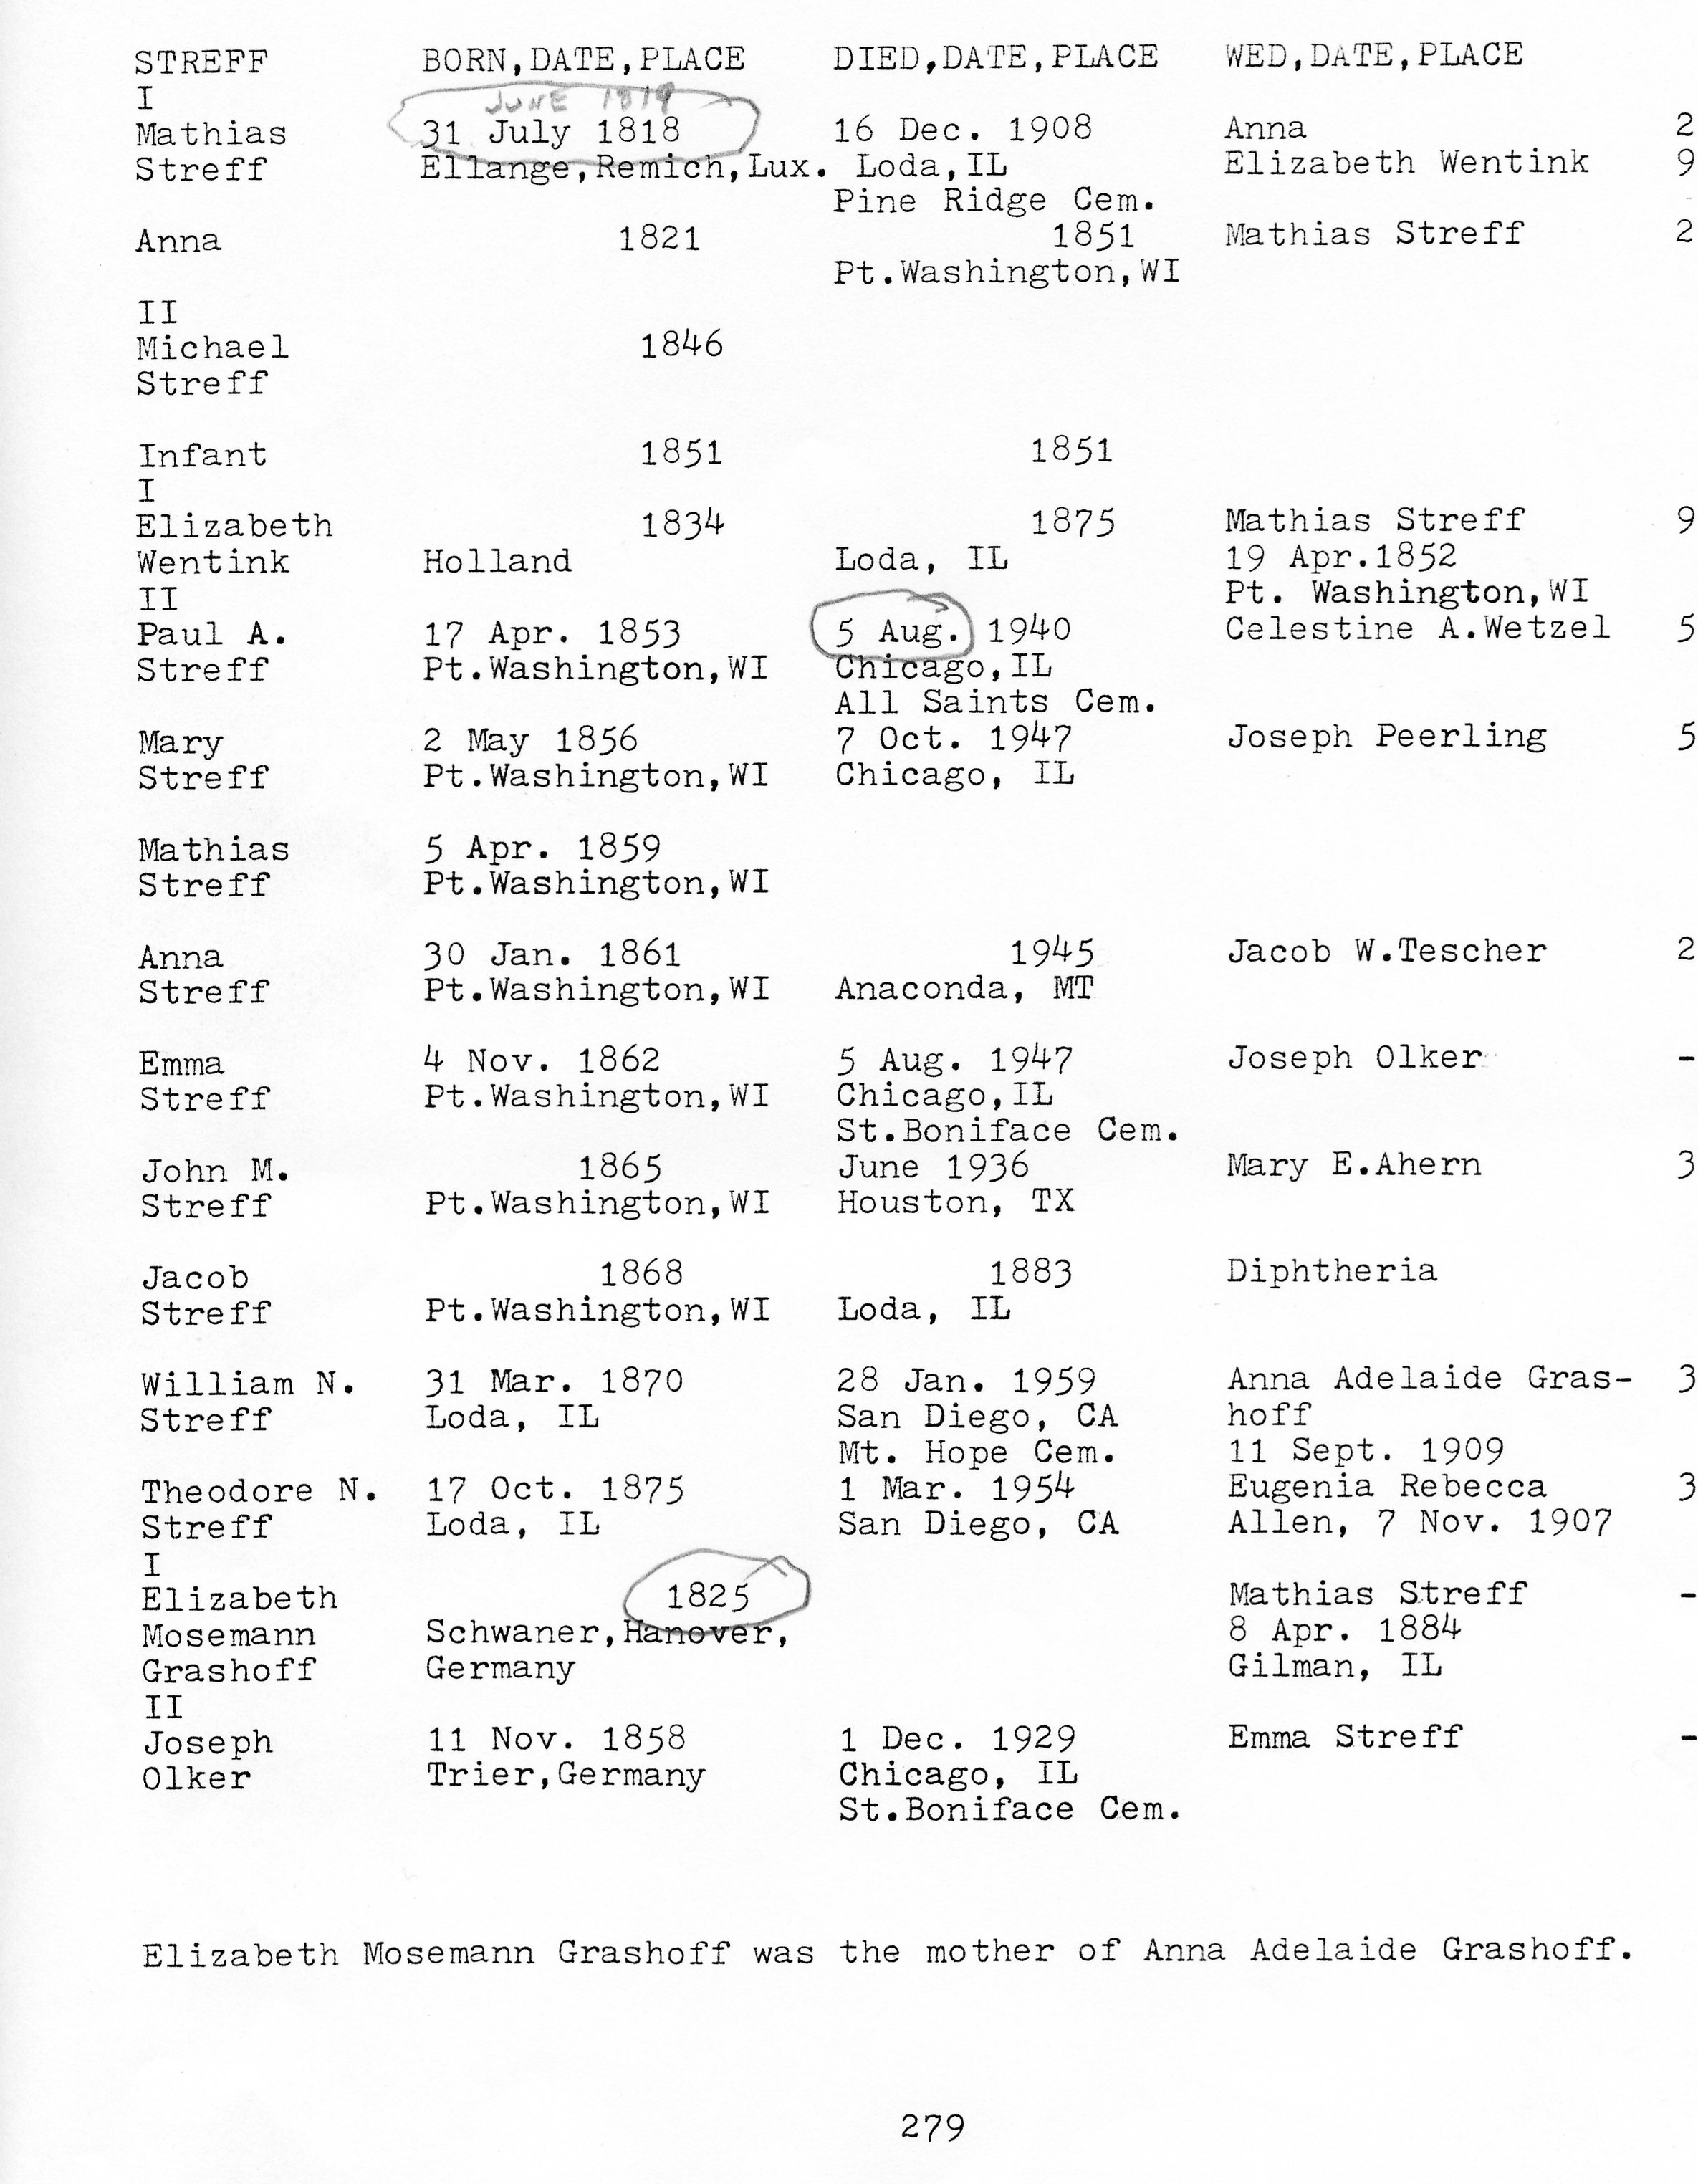 STREFF BORN,DATE,PLACE DIED,DATE,PLACE WED,DATE,PLACE
I JUNE 1819
Mathias 31 July 1818 16 Dec. 1908 Anna 2
Streff Ellange,Remich,Lux. Loda,IL Elizabeth Wentink 9
Pine Ridge Cem.
Anna 1821 1851 Mathias Streff 2
Pt.Washington,WI
II
Michael 1846
Streff
Infant 1851 1851
I
Elizabeth 1834 1875 Mathias Streff 9
Wentink Holland Loda, IL 19 Apr.1852
II Pt. Washington,WI
Paul A. 17 Apr. 1853 5 Aug. 1940 Celestine A.Wetzel 5
Streff Pt.Washington,WI Chicago,IL
All Saints Cem.
Mary 2 May 1856 7 Oct. 1947 Joseph Peerling 5
Streff Pt.Washington,WI Chicago, IL
Mathias 5 Apr. 1859
Streff Pt.Washington,WI
Anna 30 Jan. 1861 1945 Jacob W.Tescher 2
Streff Pt.Washington,WI Anaconda, MT
Emma 4 Nov. 1862 5 Aug. 1947 Joseph Olker -
Streff Pt.Washington,WI Chicago,IL
St.Boniface Cem.
John M. 1865 June 1936 Mary E.Ahern 3
Streff Pt.Washington,WI Houston, TX
Jacob 1868 1883 Diphtheria
Streff Pt.Washington,WI Loda, IL
William N. 31 Mar. 1870 28 Jan. 1959 Anna Adelaide Gras- 3
Streff Loda, IL San Diego, CA hoff
Mt. Hope Cem. 11 Sept. 1909
Theodore N. 17 Oct. 1875 1 Mar. 1954 Eugenia Rebecca 3
Streff Loda, IL San Diego, CA Allen, 7 Nov. 1907
I
Elizabeth 1825 Mathias Streff -
Mosemann Schwaner,Hanover, 8 Apr. 1884
Grashoff Germany Gilman, IL
II
Joseph 11 Nov. 1858 1 Dec. 1929 Emma Streff -
Olker Trier,Germany Chicago, IL
St.Boniface Cem.
Elizabeth Mosemann Grashoff was the mother of Anna Adelaide Grashoff.
279